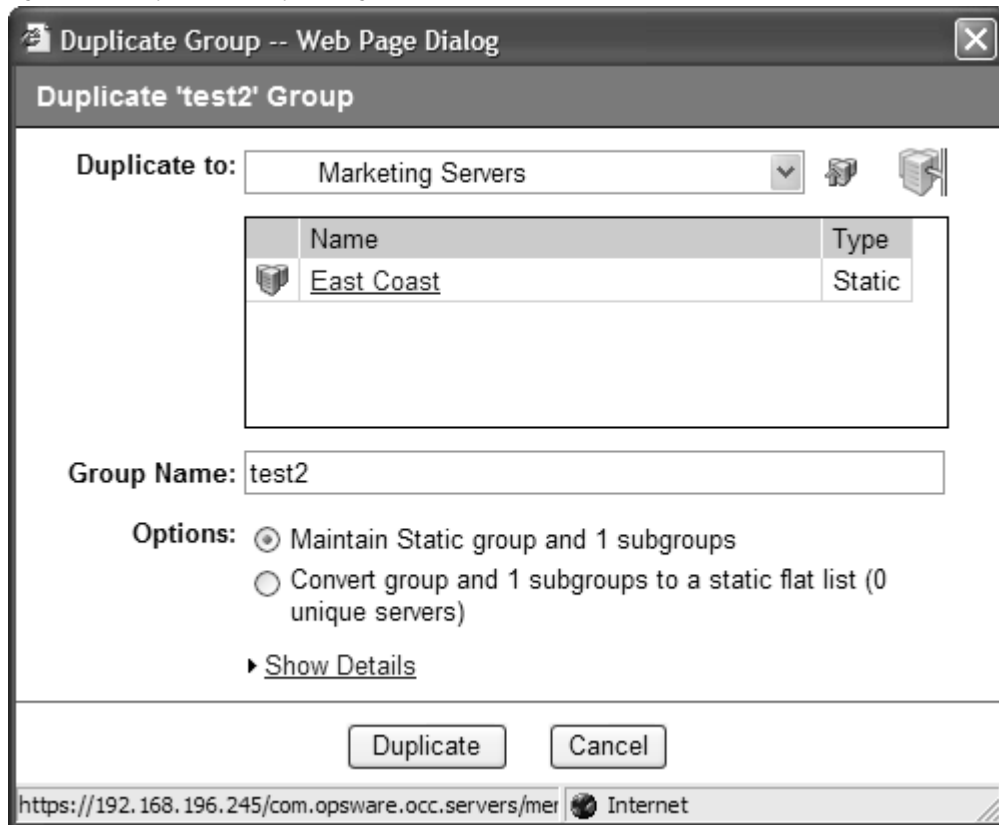 Duplicate Group -- Web Page Dialog
Duplicate 'test2' Group
Duplicate to: Marketing Servers
Name Type
East Coast Static
Group Name: test2
Options: Maintain Static group and 1 subgroups
Convert group and 1 subgroups to a static flat list (0
unique servers)
Show Details
Duplicate Cancel
https://192.168.196.245/com.opsware.occ.servers/mer Internet